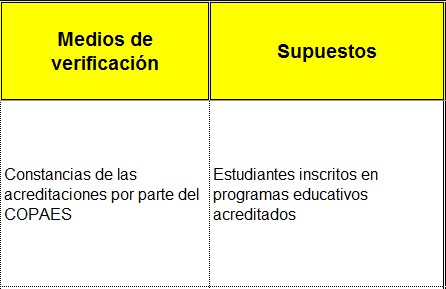 Medios de
verificación
Supuestos
Constancias de las
acreditaciones por parte del
COPAES
Estudiantes inscritos en
programas educativos
acreditados